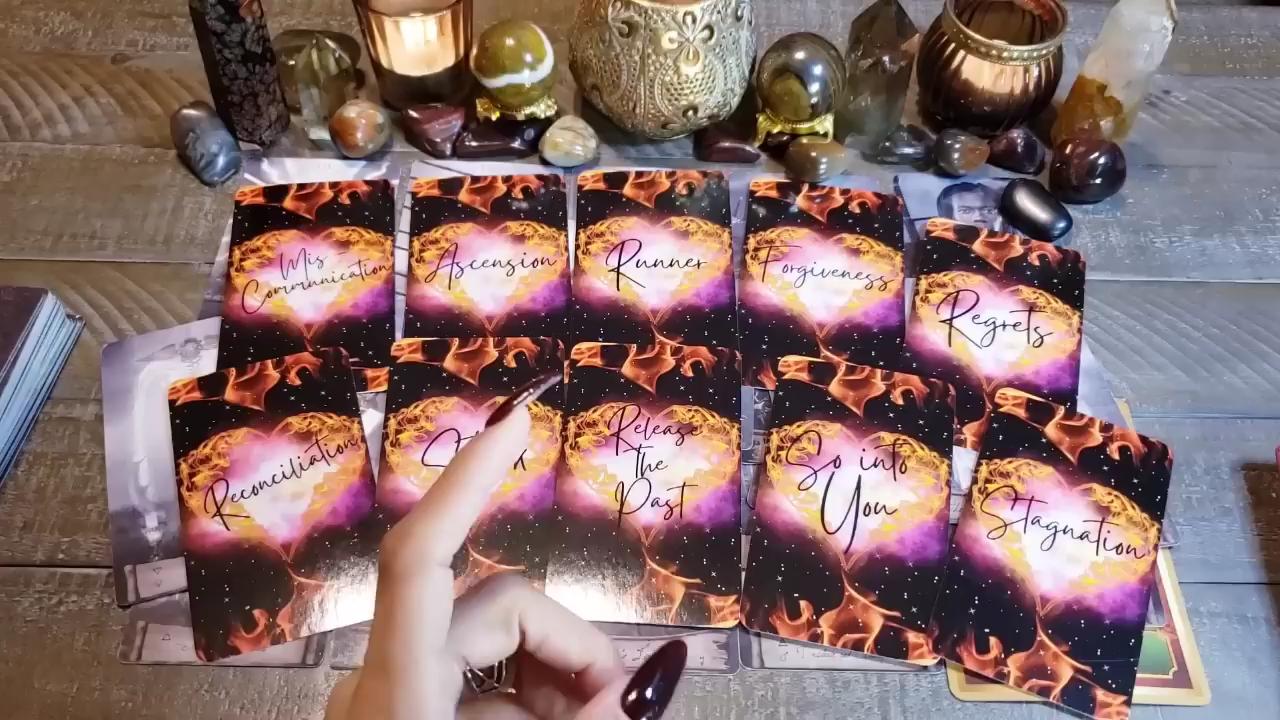 Mis -
Communication
Ascension
Runner
Forgiveness
Regrets
Reconciliation
Release
The
Past
So into
You
Stagnation